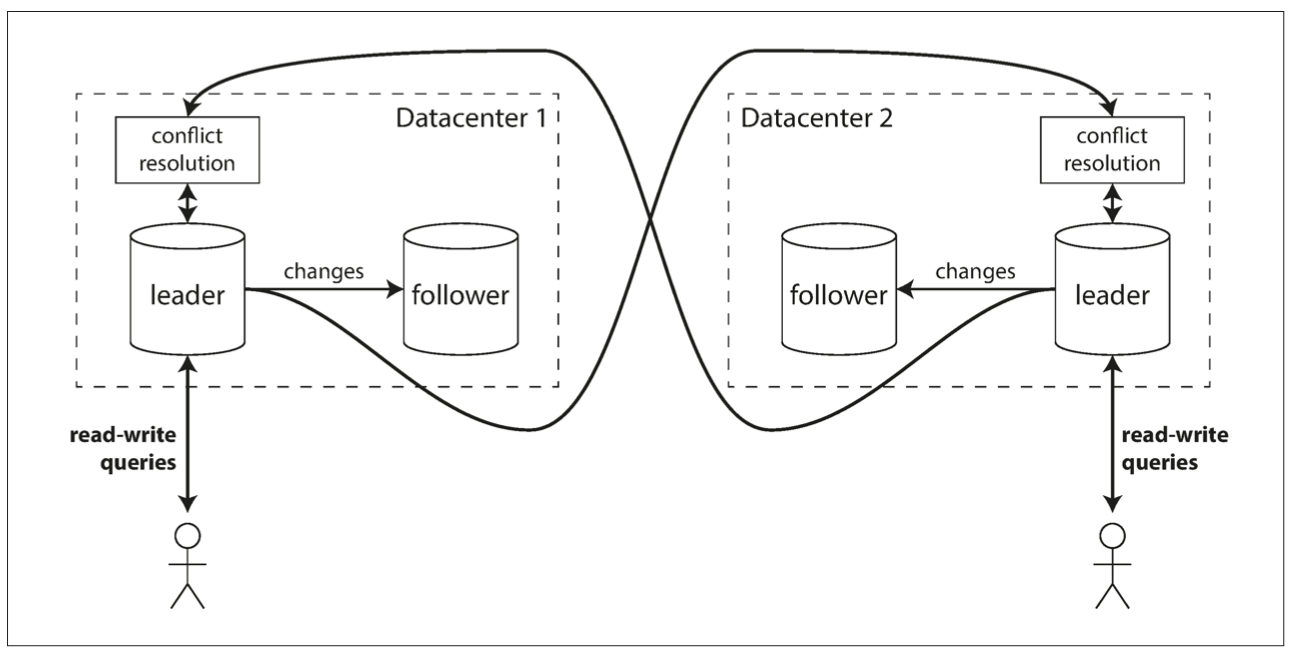 Datacenter 1
conflict
resolution
changes
leader
follower
read-write
queries
Datacenter 2
conflict
resolution
changes
follower
leader
read-write
queries